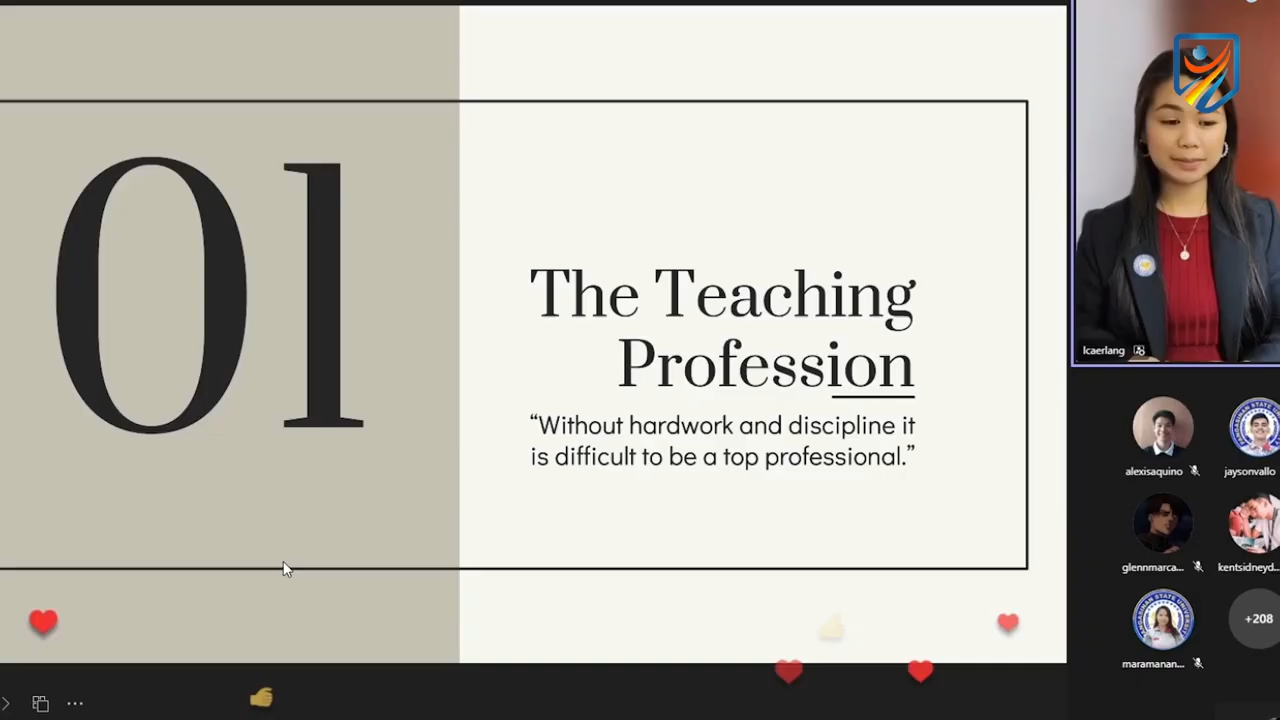 01
The Teaching
Profession
“Without hardwork and discipline it
is difficult to be a top professional.”
lcaerlang
alexisaquino
jaysonvallo
glennmarca...
kentsidneyd...
maramanan...
+208